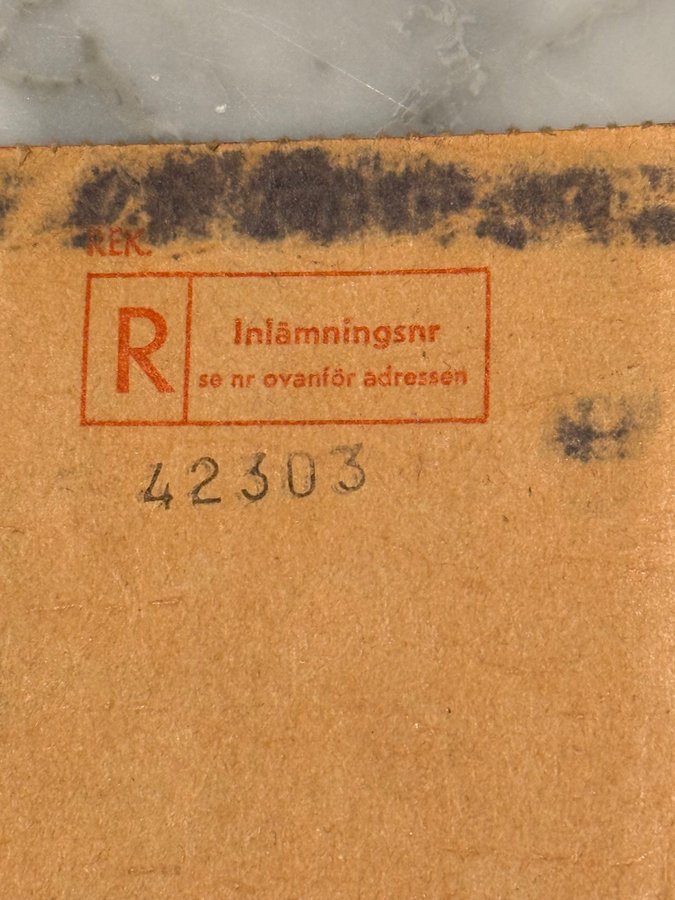 REK.
R
Inlämningsnr
se nr ovanför adressen
42303